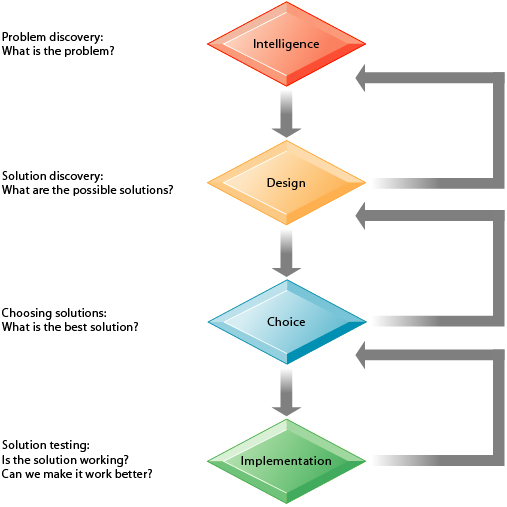 Problem discovery:
What is the problem?
Intelligence
Solution discovery:
What are the possible solutions?
Design
Choosing solutions:
What is the best solution?
Choice
Solution testing:
Is the solution working?
Can we make it work better?
Implementation